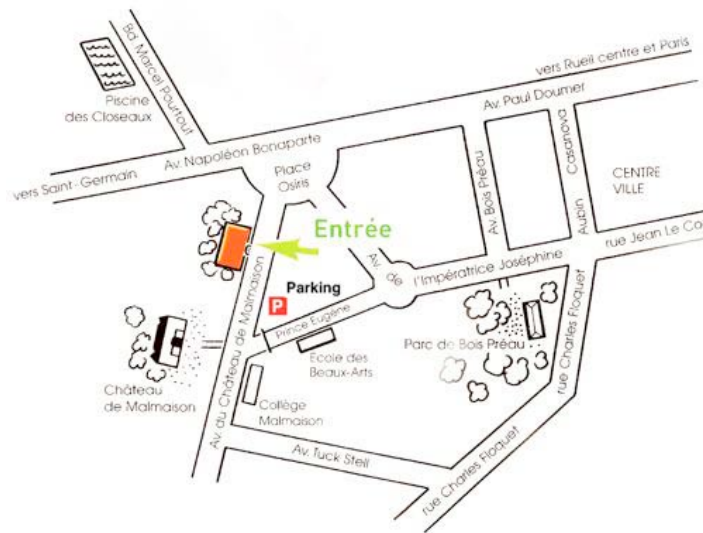 Bd. Marcel Pourtout
Piscine
des Closeaux
vers Rueil centre et Paris
Av. Paul Doumer
Av. Napoléon Bonaparte
vers Saint-Germain
Place
Osiris
Casanova
Aubin
CENTRE
VILLE
Av. Bois Préau
Entrée
Av. de l'Impératrice Joséphine
rue Jean Le Co
Parking
P
Prince Eugène
Av. du Château de Malmaison
Ecole des
Beaux-Arts
Parc de Bois Préau
rue Charles Floquet
Château
de Malmaison
Collège
Malmaison
Av. Tuck Stell
rue Charles Floquet